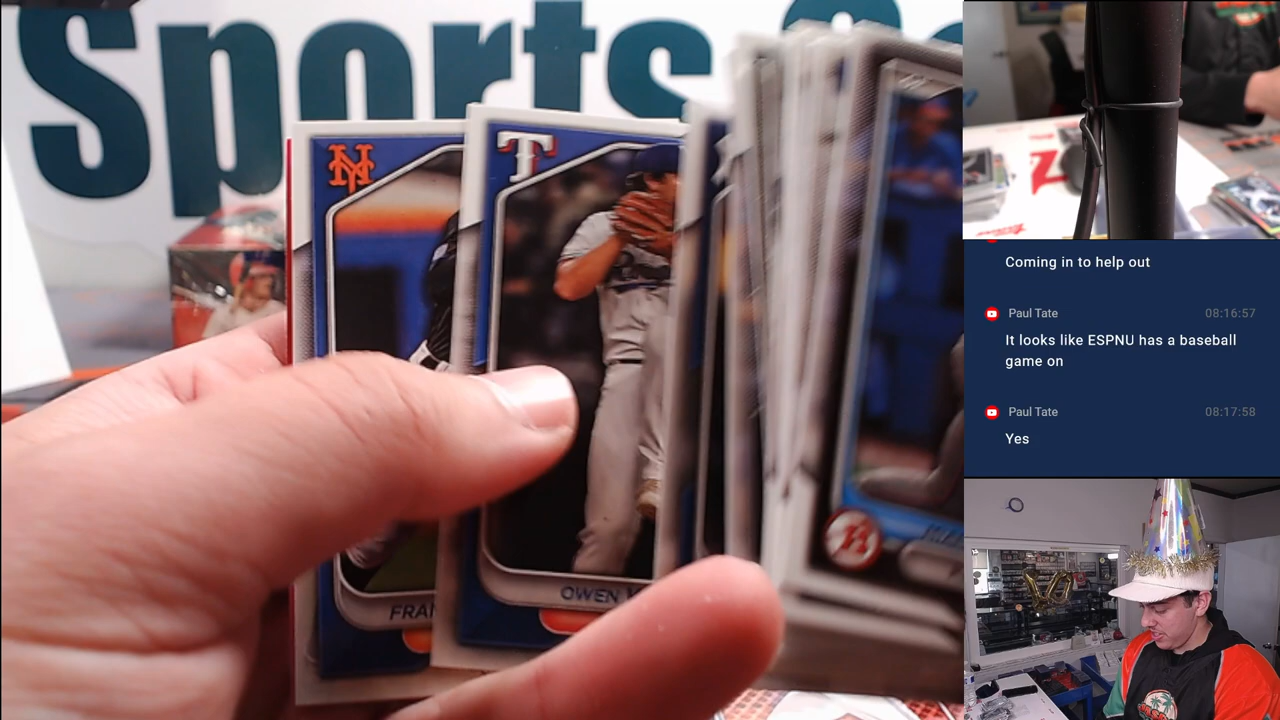 Sports
NY
T
OWEN
FRAN
Coming in to help out
Paul Tate 08:16:57
It looks like ESPNU has a baseball
game on
Paul Tate 08:17:58
Yes